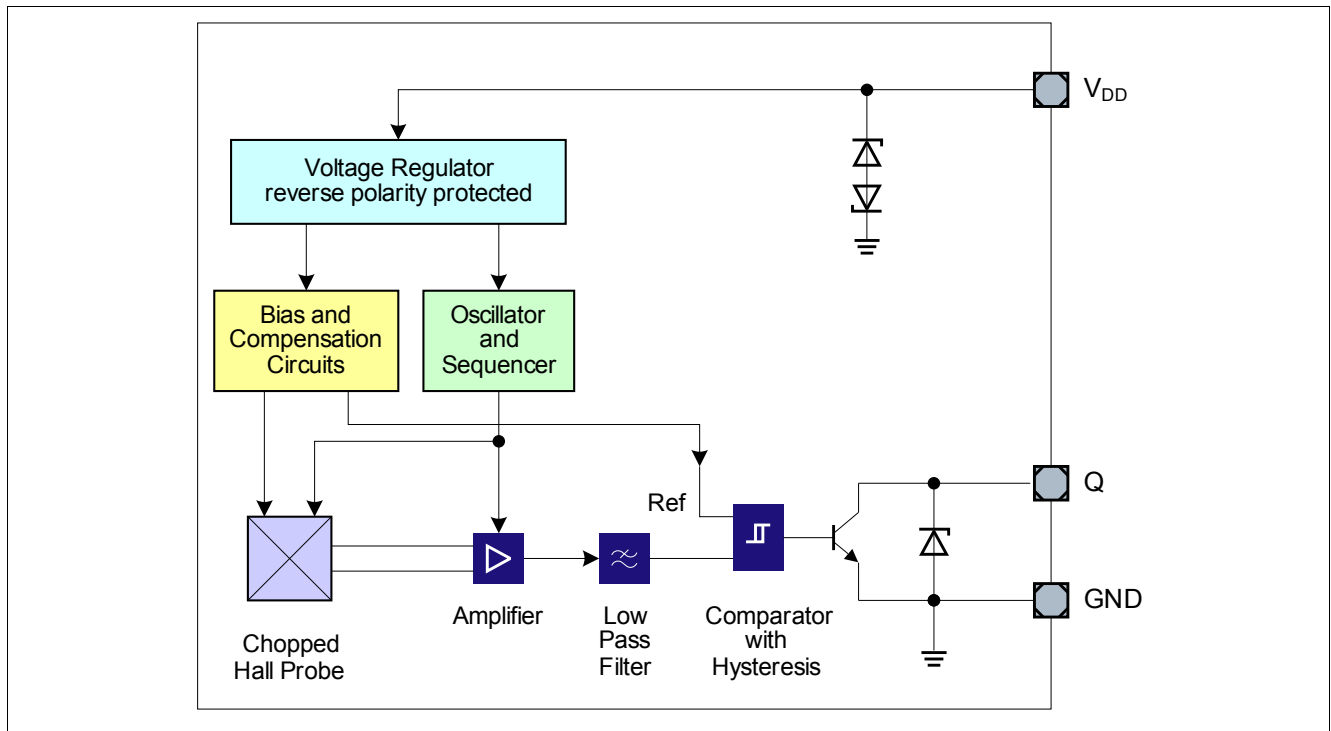 V_DD
Voltage Regulator
reverse polarity protected
Bias and
Compensation
Circuits
Oscillator
and
Sequencer
Q
Ref
GND
Amplifier
Low
Pass
Filter
Comparator
with
Hysteresis
Chopped
Hall Probe